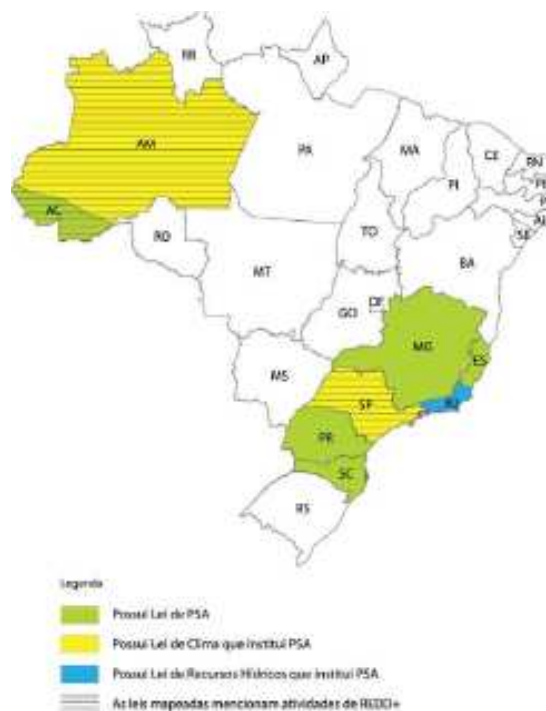 RR
AP
AM
PA
MA
CE
RN
PB
PI
AL
SE
AC
RO
TO
BA
MT
GO
DF
MG
ES
MS
SP
RJ
PR
SC
RS
Legenda
Possui Lei de PSA
Possui Lei de Clima que institui PSA
Possui Lei de Recursos Hídricos que institui PSA
As leis mapeadas mencionam atividades de REDD+